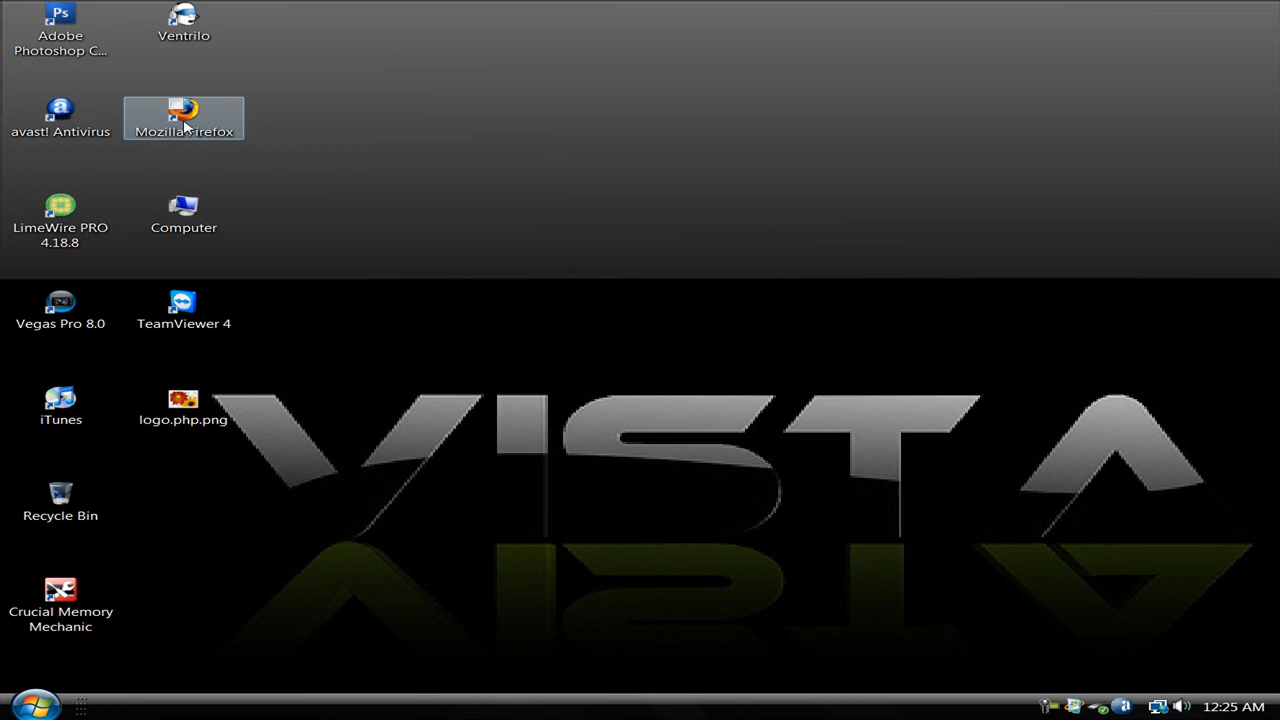 Ps
Adobe
Photoshop C...
Ventrilo
a
avast! Antivirus
Mozilla Firefox
LimeWire PRO
4.18.8
Computer
Vegas Pro 8.0
TeamViewer 4
iTunes
logo.php.png
VISTA
Recycle Bin
Crucial Memory
Mechanic
a
12:25 AM